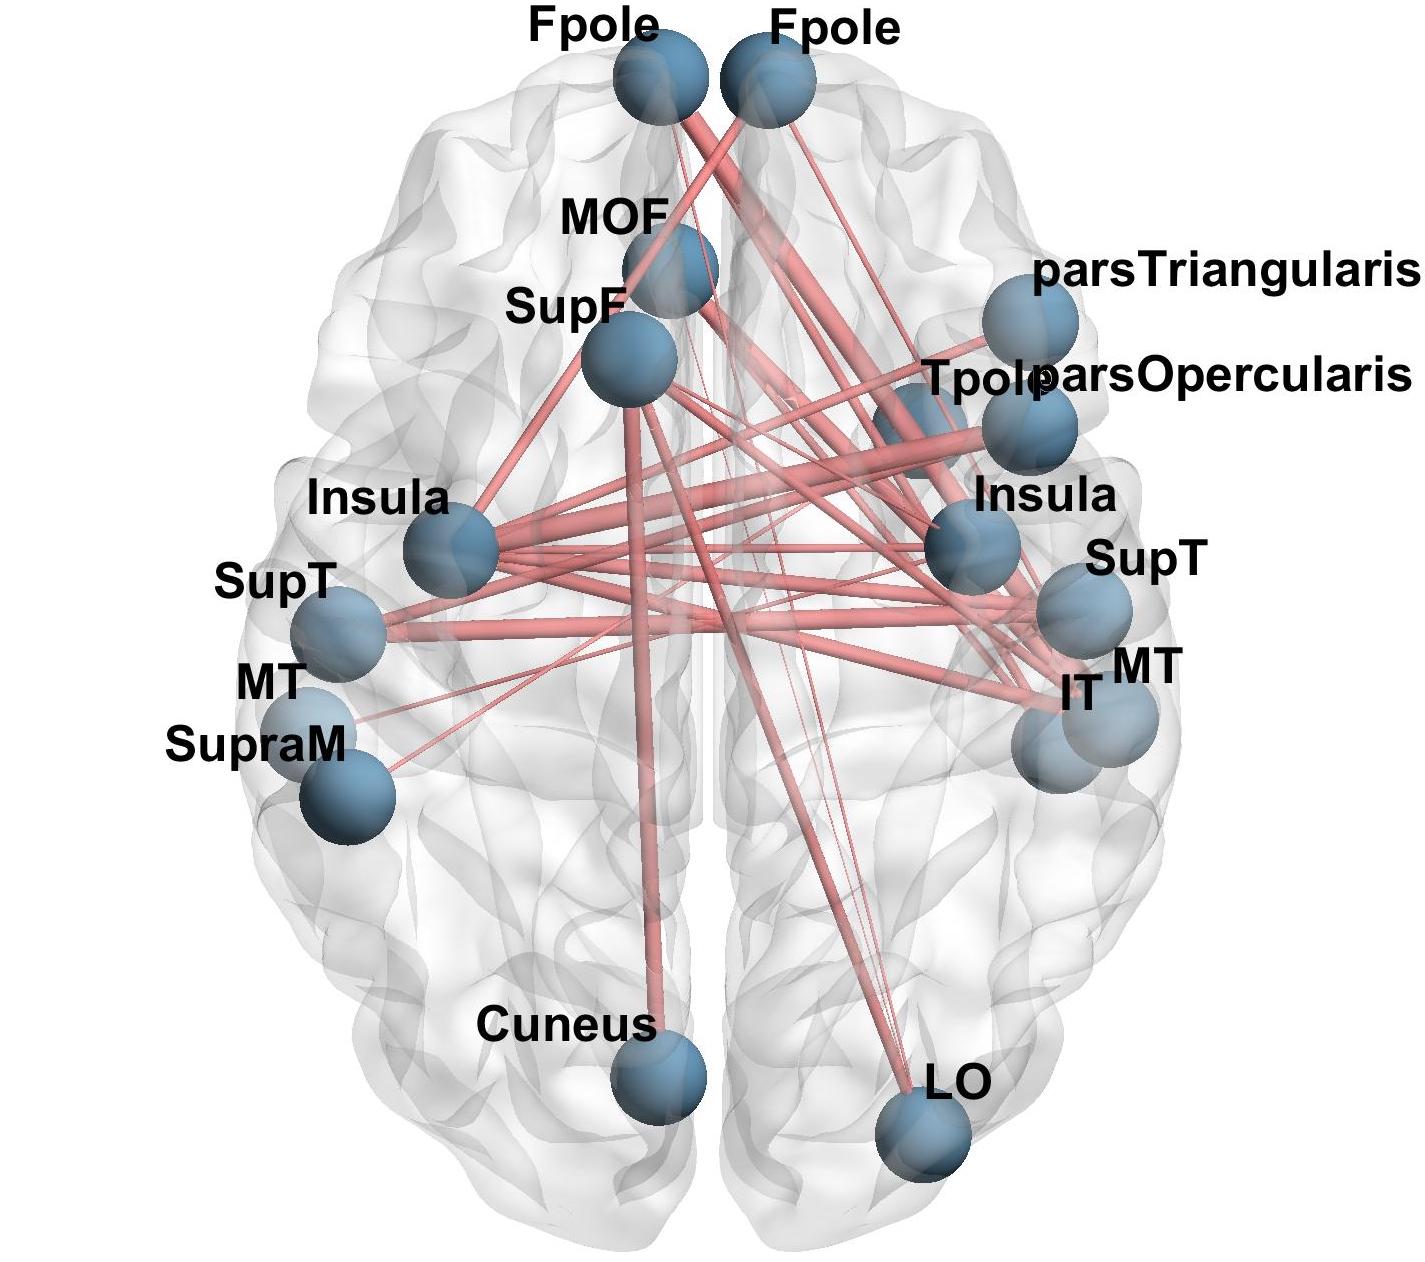 Fpole
Fpole
MOF
parsTriangularis
SupF
Tpole
parsOpercularis
Insula
Insula
SupT
SupT
MT
MT
IT
SupraM
Cuneus
LO